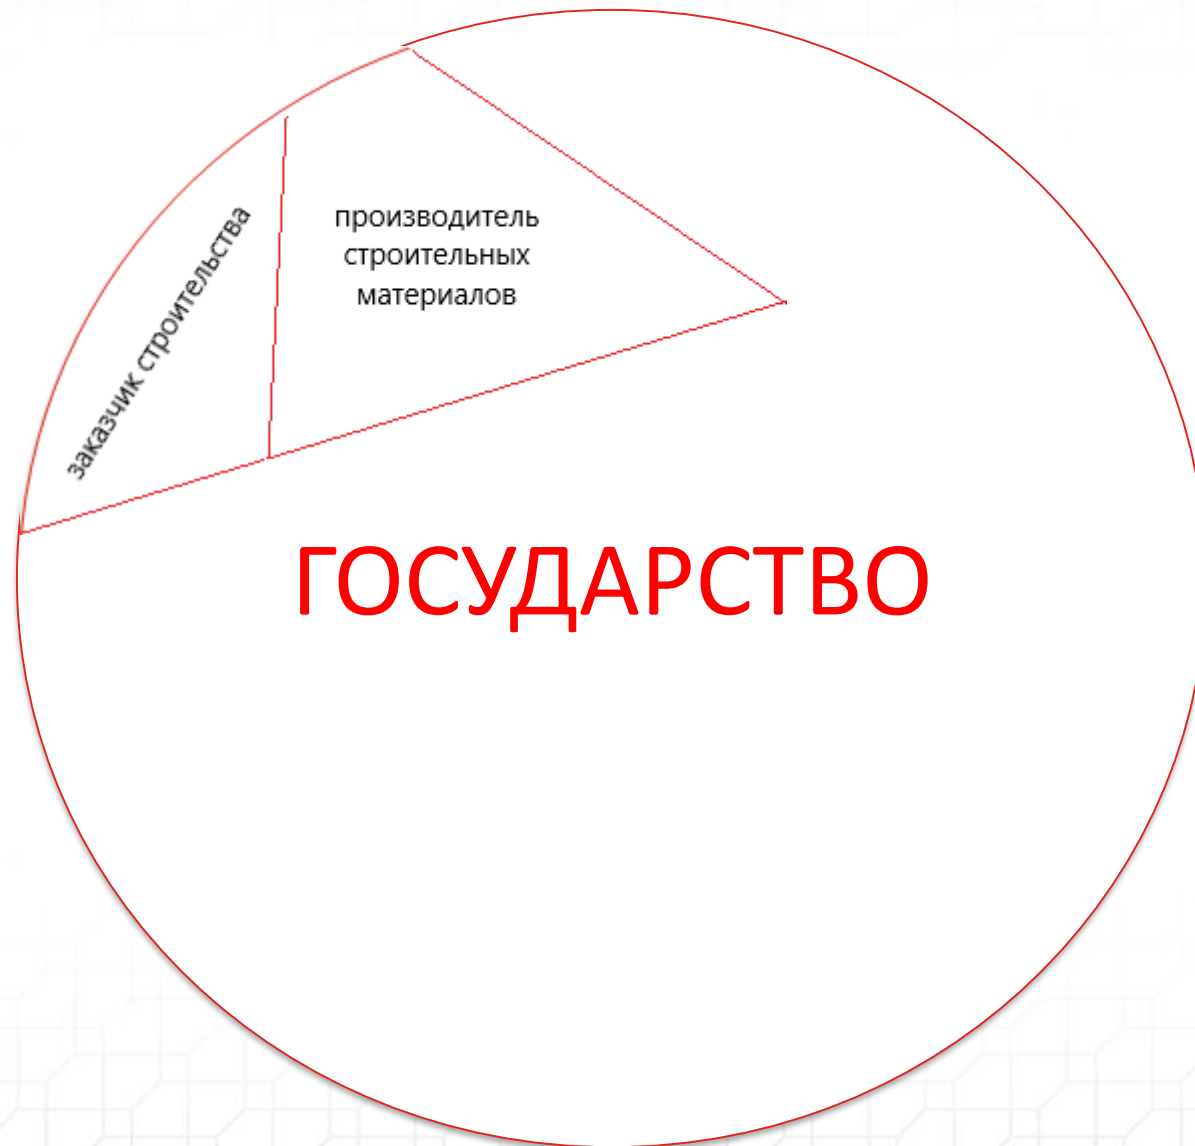 заказчик строительства
производитель
строительных
материалов
ГОСУДАРСТВО